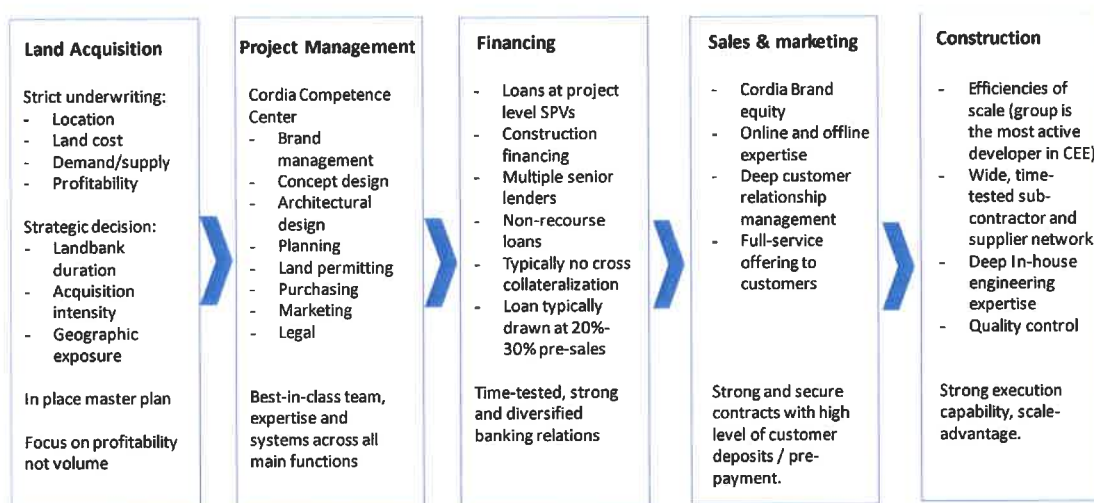 Land Acquisition
Strict underwriting:
- Location
- Land cost
- Demand/supply
- Profitability
Strategic decision:
- Landbank
duration
- Acquisition
intensity
- Geographic
exposure
In place master plan
Focus on profitability
not volume
Project Management
Cordia Competence
Center
- Brand
management
- Concept design
- Architectural
design
- Planning
- Land permitting
- Purchasing
- Marketing
- Legal
Best-in-class team,
expertise and
systems across all
main functions
Financing
- Loans at project
level SPVs
- Construction
financing
- Multiple senior
lenders
- Non-recourse
loans
- Typically no cross
collateralization
- Loan typically
drawn at 20%-
30% pre-sales
Time-tested, strong
and diversified
banking relations
Sales & marketing
- Cordia Brand
equity
- Online and offline
expertise
- Deep customer
relationship
management
- Full-service
offering to
customers
Strong and secure
contracts with high
level of customer
deposits / pre-
payment.
Construction
- Efficiencies of
scale (group is
the most active
developer in CEE)
- Wide, time-
tested sub-
contractor and
supplier network
- Deep In-house
engineering
expertise
- Quality control
Strong execution
capability, scale-
advantage.